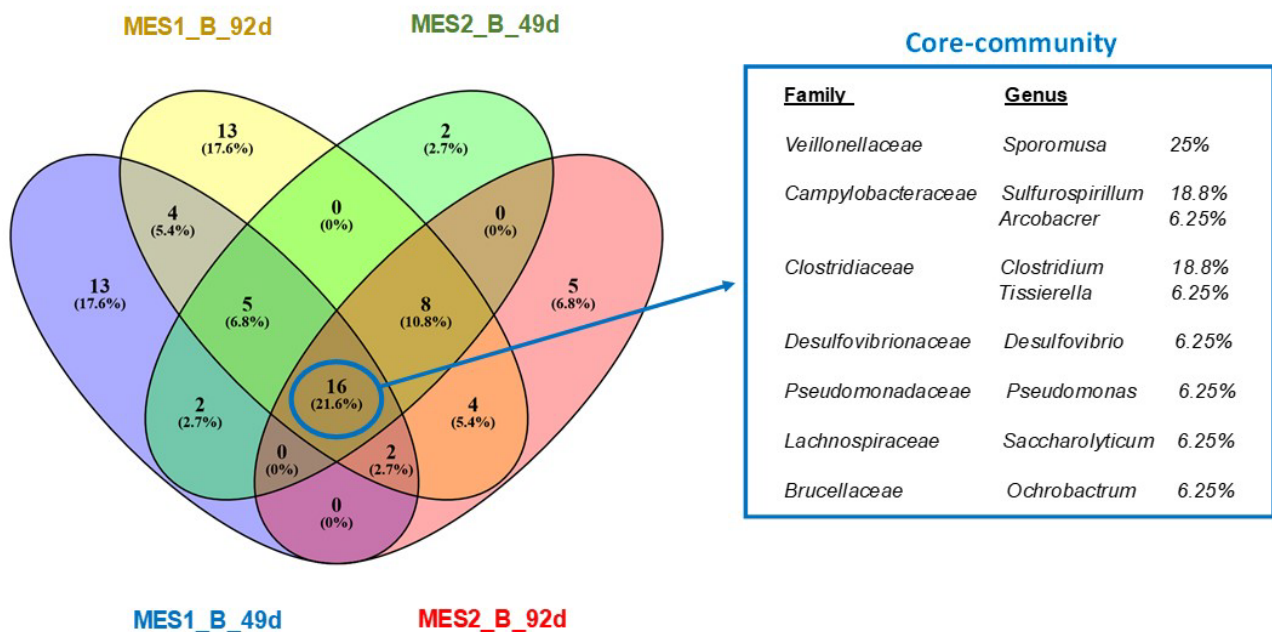 MES1_B_92d
MES2_B_49d
13
(17.6%)
2
(2.7%)
4
(5.4%)
0
(0%)
0
(0%)
13
(17.6%)
5
(6.8%)
8
(10.8%)
5
(6.8%)
16
(21.6%)
2
(2.7%)
4
(5.4%)
0
(0%)
2
(2.7%)
0
(0%)
MES1_B_49d
MES2_B_92d
Core-community
Family Genus
Veillonellaceae Sporomusa 25%
Campylobacteraceae Sulfurospirillum 18.8%
Arcobacrer 6.25%
Clostridiaceae Clostridium 18.8%
Tissierella 6.25%
Desulfovibrionaceae Desulfovibrio 6.25%
Pseudomonadaceae Pseudomonas 6.25%
Lachnospiraceae Saccharolyticum 6.25%
Brucellaceae Ochrobactrum 6.25%